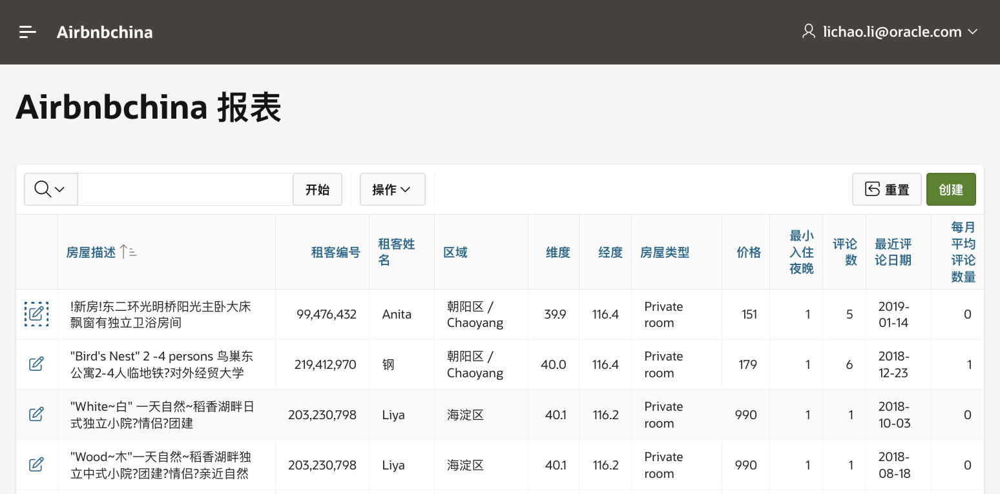 Airbnbchina
lichao.li@oracle.com
Airbnbchina 报表
开始
操作
重置
创建
房屋描述
租客编号
租客姓
名
区域
维度
经度
房屋类型
价格
最小
入住
夜晚
评论
数
最近评
论日期
每月
平均
评论
数量
!新房!东二环光明桥阳光主卧大床
飘窗有独立卫浴房间
99,476,432
Anita
朝阳区 /
Chaoyang
39.9
116.4
Private
room
151
1
5
2019-
01-14
0
"Bird's Nest" 2 -4 persons 鸟巢东
公寓2-4人临地铁?对外经贸大学
219,412,970
钢
朝阳区 /
Chaoyang
40.0
116.4
Private
room
179
1
6
2018-
12-23
1
"White~白" 一天自然~稻香湖畔日
式独立小院?情侣?团建
203,230,798
Liya
海淀区
40.1
116.2
Private
room
990
1
1
2018-
10-03
0
"Wood~木"一天自然~稻香湖畔独
立中式小院?团建?情侣?亲近自然
203,230,798
Liya
海淀区
40.1
116.2
Private
room
990
1
1
2018-
08-18
0